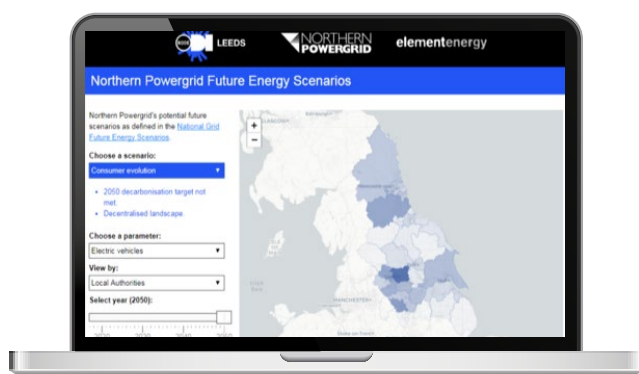 ODI LEEDS
NORTHERN
POWERGRID
elementenergy
Northern Powergrid Future Energy Scenarios
Northern Powergrid's potential future
scenarios as defined in the National Grid
Future Energy Scenarios.
Choose a scenario:
Consumer evolution
2050 decarbonisation target not
met.
Decentralised landscape.
Choose a parameter:
Electric vehicles
View by:
Local Authorities
Select year (2050):
+
−
MANCHESTER